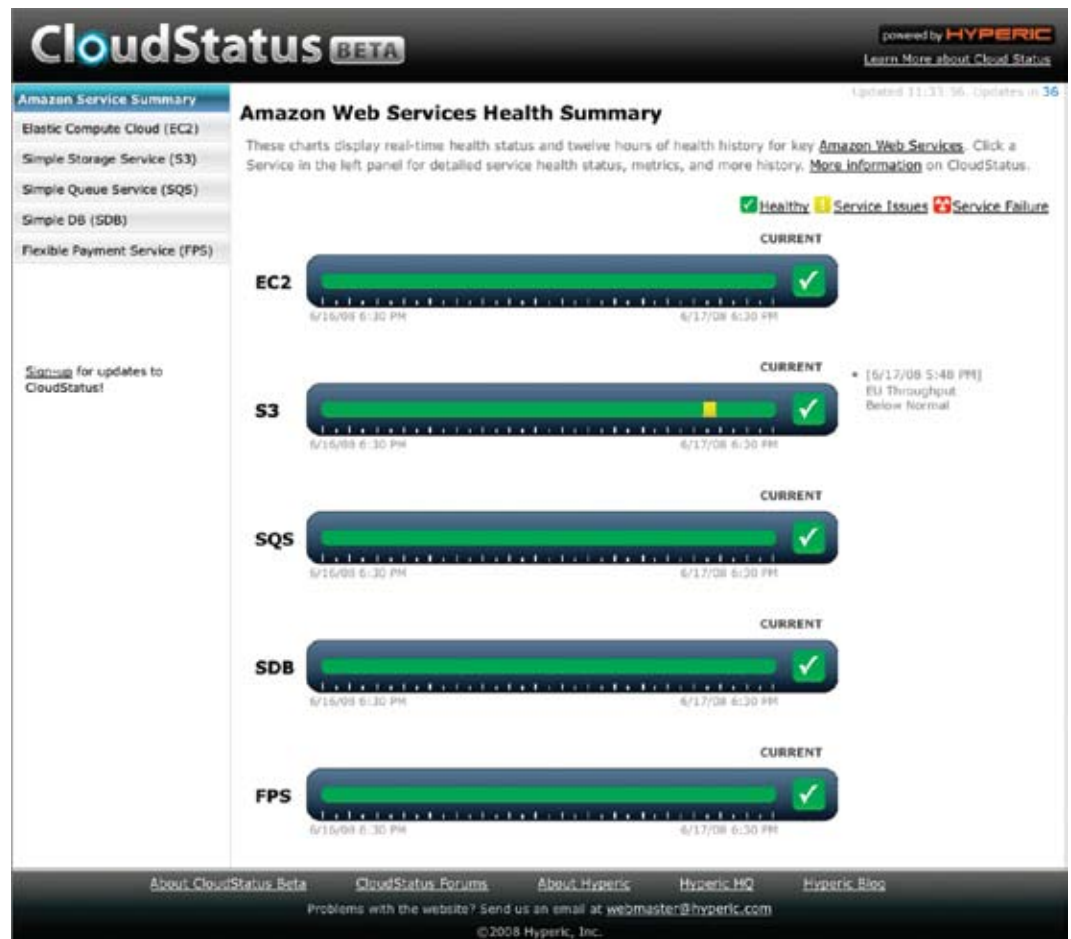 CloudStatus BETA
powered by HYPERIC
Learn More about Cloud Status
Updated 11:33:56. Updates in 36
Amazon Service Summary
Elastic Compute Cloud (EC2)
Simple Storage Service (S3)
Simple Queue Service (SQS)
Simple DB (SDB)
Flexible Payment Service (FPS)
Sign-up for updates to
CloudStatus!
Amazon Web Services Health Summary
These charts display real-time health status and twelve hours of health history for key Amazon Web Services. Click a
Service in the left panel for detailed service health status, metrics, and more history. More information on CloudStatus.
Healthy Service Issues Service Failure
CURRENT
EC2
6/16/08 6:30 PM 6/17/08 6:30 PM
CURRENT
S3
6/16/08 6:30 PM 6/17/08 6:30 PM
• [6/17/08 5:48 PM]
EU Throughput
Below Normal
CURRENT
SQS
6/16/08 6:30 PM 6/17/08 6:30 PM
CURRENT
SDB
6/16/08 6:30 PM 6/17/08 6:30 PM
CURRENT
FPS
6/16/08 6:30 PM 6/17/08 6:30 PM
About CloudStatus Beta CloudStatus Forums About Hyperic Hyperic HQ Hyperic Blog
Problems with the website? Send us an email at webmaster@hyperic.com
©2008 Hyperic, Inc.